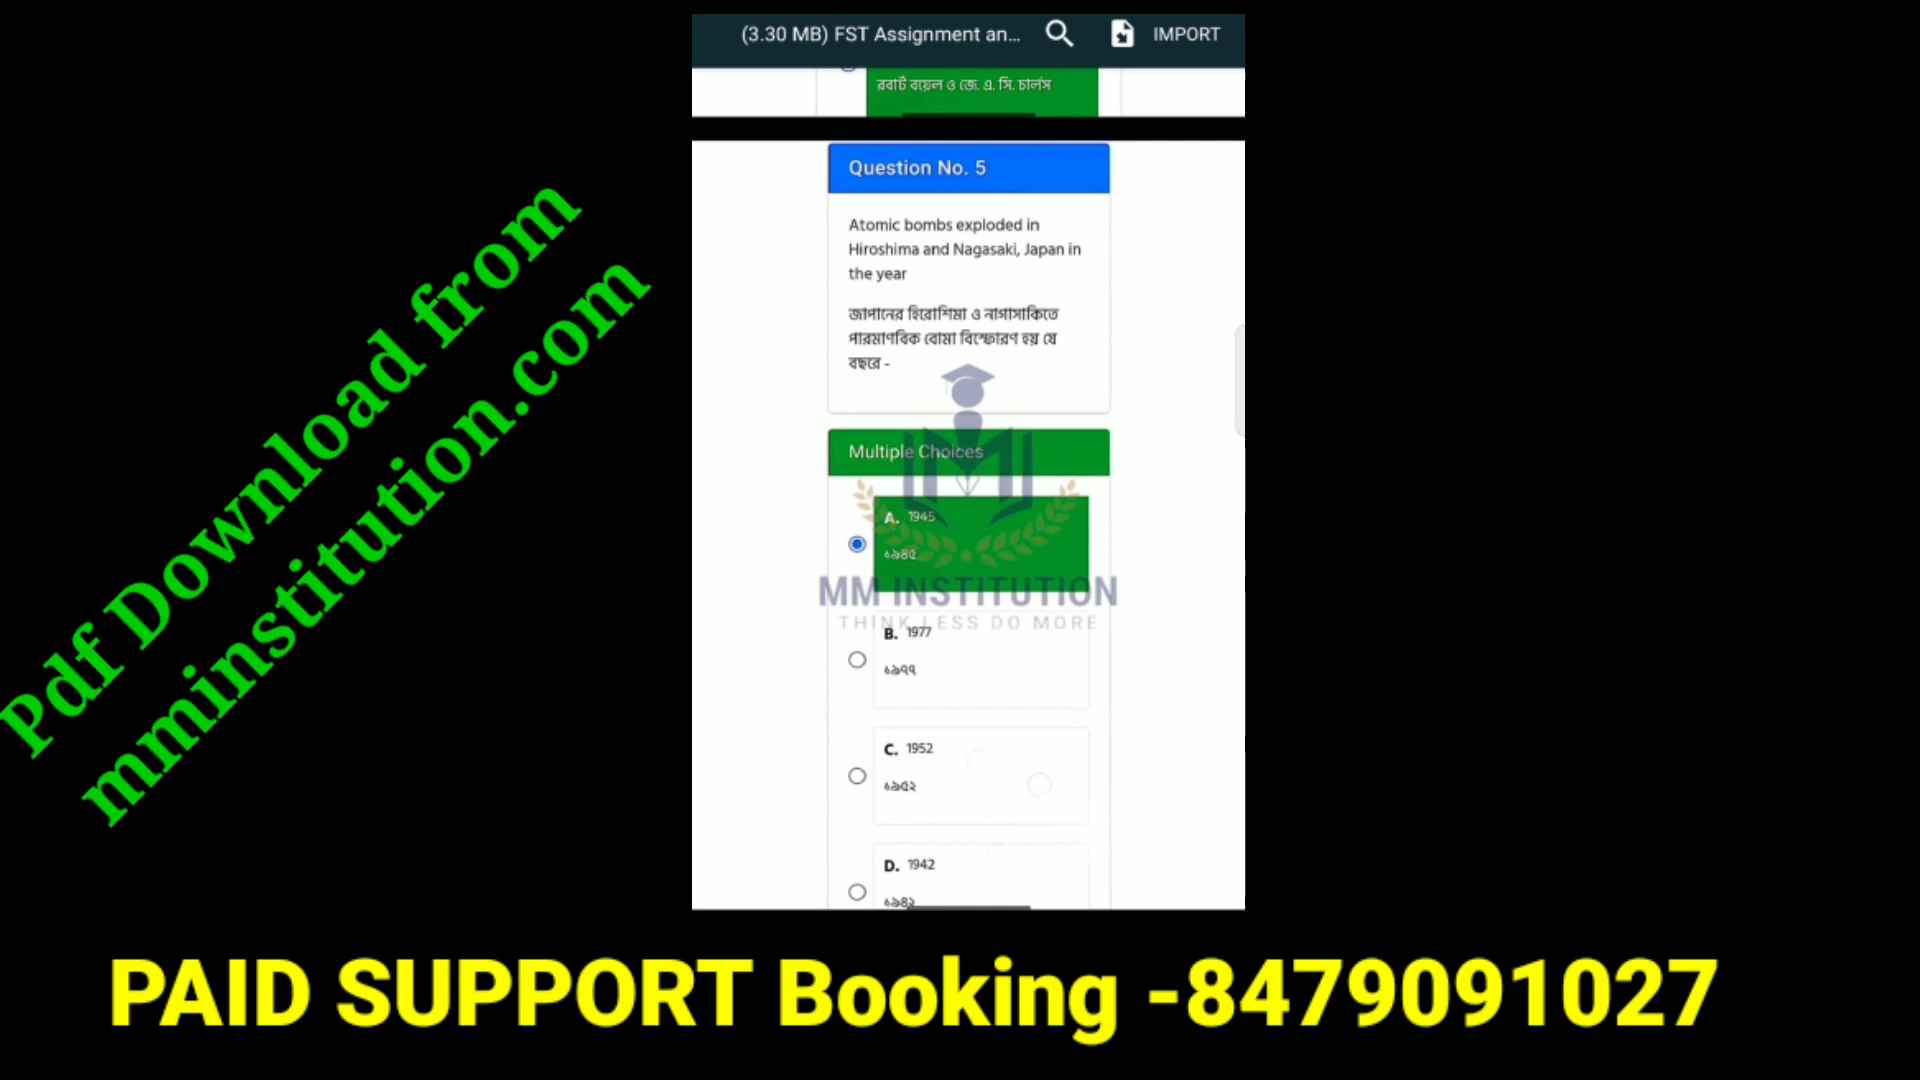 (3.30 MB) FST Assignment an...
IMPORT
রবার্ট বয়েল ও জে. এ. সি. চার্লস
Question No. 5
Atomic bombs exploded in
Hiroshima and Nagasaki, Japan in
the year
জাপানের হিরোশিমা ও নাগাসাকিতে
পারমাণবিক বোমা বিস্ফোরণ হয় যে
বছরে -
Multiple Choices
A. 1945
১৯৪৫
MM INSTITUTION
THINK LESS DO MORE
B. 1977
১৯৭৭
C. 1952
১৯৫২
D. 1942
১৯৪২
Pdf Download from
mminstitution.com
PAID SUPPORT Booking -8479091027